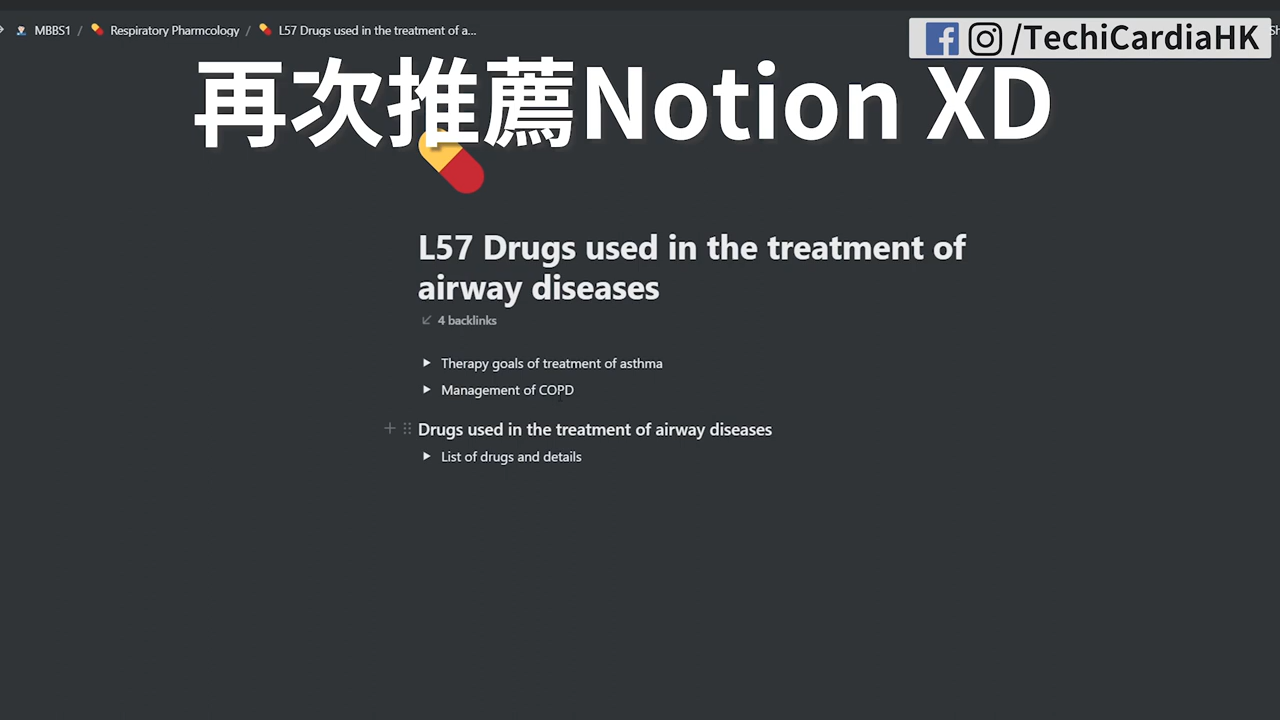 MBBS1 / Respiratory Pharmcology / L57 Drugs used in the treatment of a...
/TechiCardiaHK
再次推薦Notion XD
L57 Drugs used in the treatment of
airway diseases
4 backlinks
Therapy goals of treatment of asthma
Management of COPD
Drugs used in the treatment of airway diseases
List of drugs and details